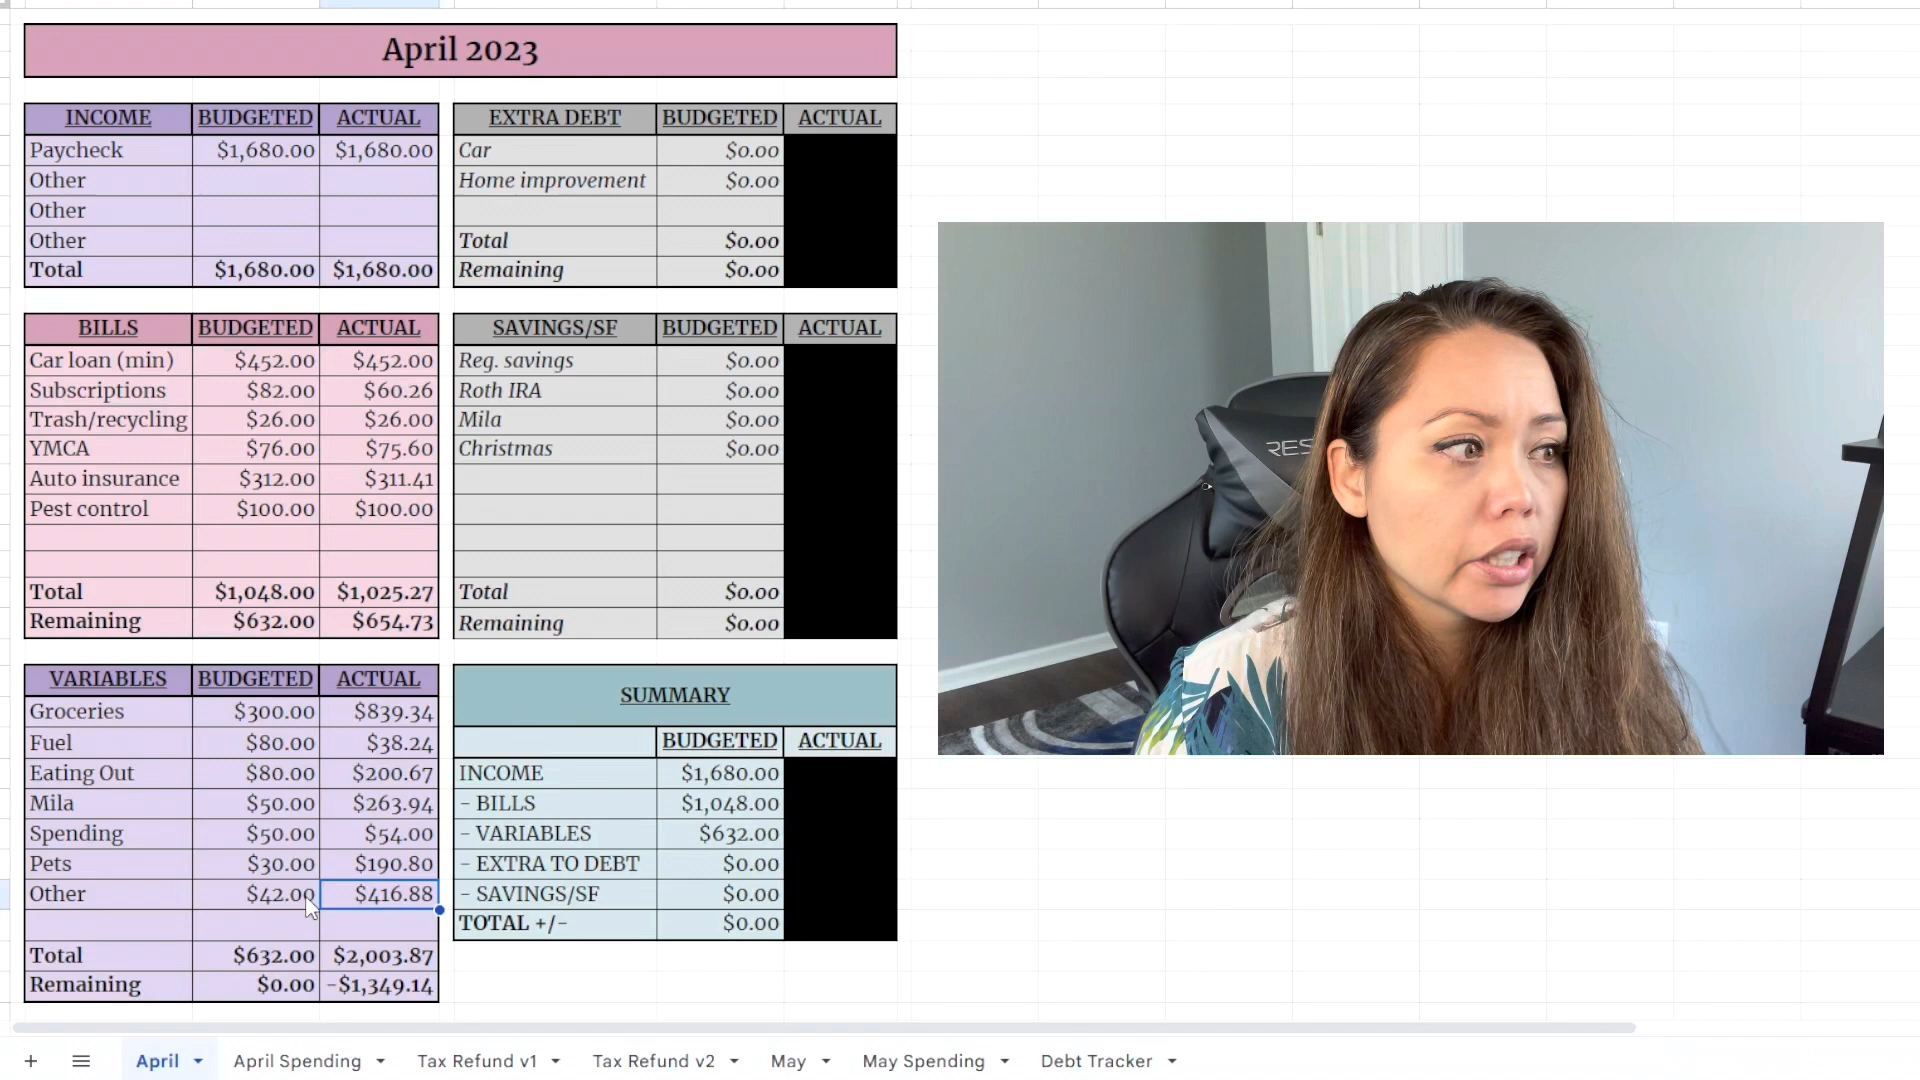 April 2023
INCOME BUDGETED ACTUAL
Paycheck $1,680.00 $1,680.00
Other
Other
Other
Total $1,680.00 $1,680.00
EXTRA DEBT BUDGETED ACTUAL
Car $0.00
Home improvement $0.00
Total $0.00
Remaining $0.00
BILLS BUDGETED ACTUAL
Car loan (min) $452.00 $452.00
Subscriptions $82.00 $60.26
Trash/recycling $26.00 $26.00
YMCA $76.00 $75.60
Auto insurance $312.00 $311.41
Pest control $100.00 $100.00
Total $1,048.00 $1,025.27
Remaining $632.00 $654.73
SAVINGS/SF BUDGETED ACTUAL
Reg. savings $0.00
Roth IRA $0.00
Mila $0.00
Christmas $0.00
Total $0.00
Remaining $0.00
VARIABLES BUDGETED ACTUAL
Groceries $300.00 $839.34
Fuel $80.00 $38.24
Eating Out $80.00 $200.67
Mila $50.00 $263.94
Spending $50.00 $54.00
Pets $30.00 $190.80
Other $42.00 $416.88
Total $632.00 $2,003.87
Remaining $0.00 -$1,349.14
SUMMARY
BUDGETED ACTUAL
INCOME $1,680.00
- BILLS $1,048.00
- VARIABLES $632.00
- EXTRA TO DEBT $0.00
- SAVINGS/SF $0.00
TOTAL +/- $0.00
RES
April April Spending Tax Refund v1 Tax Refund v2 May May Spending Debt Tracker